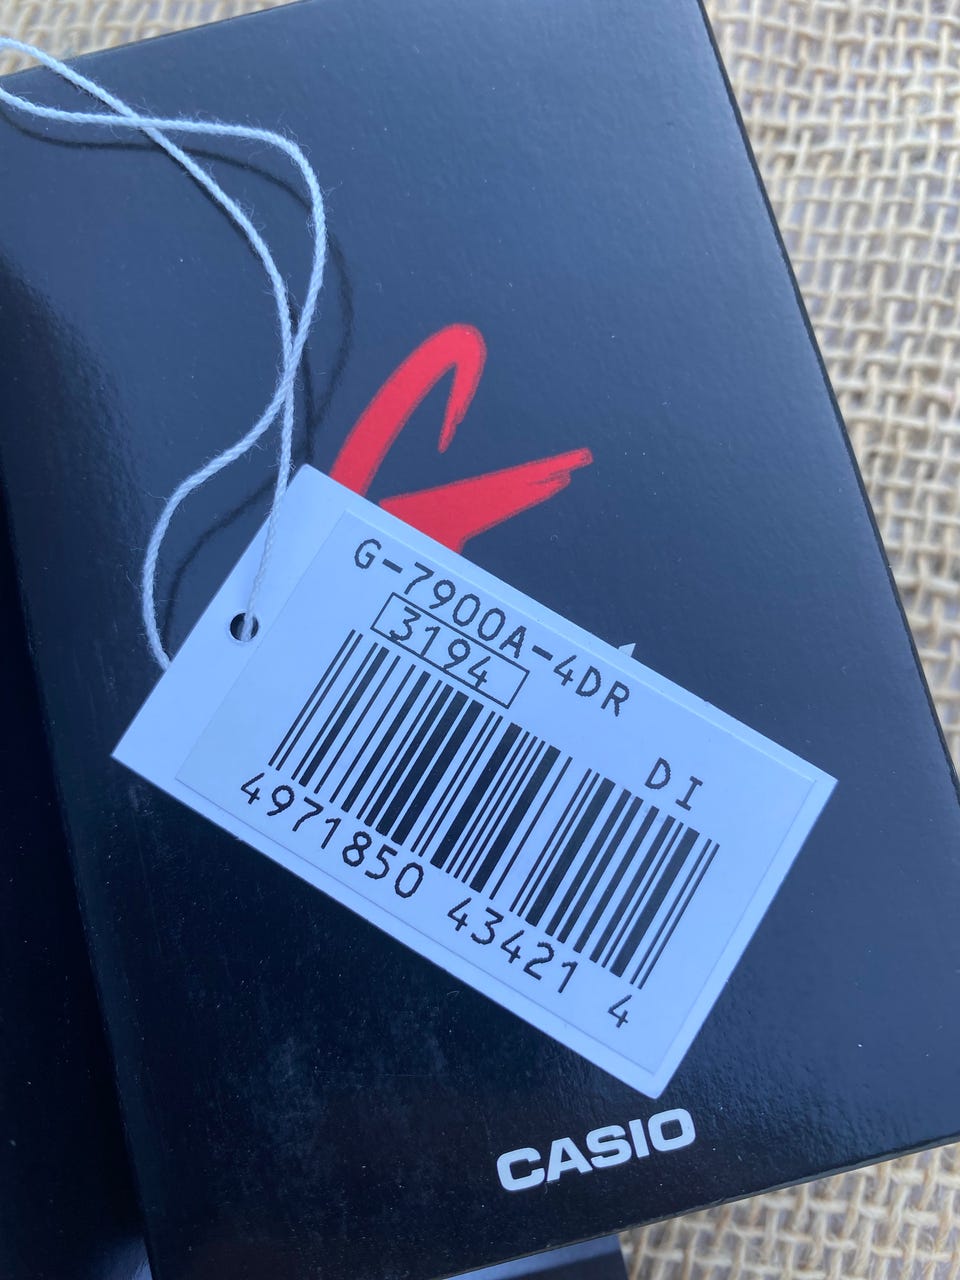 G-7900A-4DR
3194
DI
4971850 43421 4
CASIO